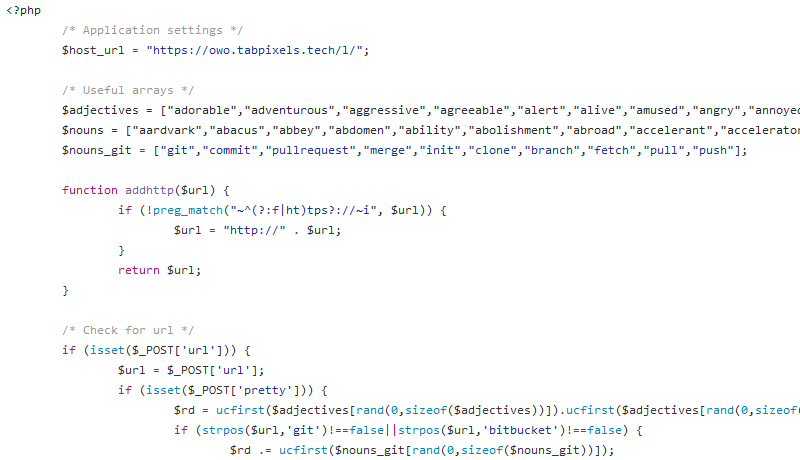 <?php
/* Application settings */
$host_url = "https://owo.tabpixels.tech/l/";
/* Useful arrays */
$adjectives = ["adorable","adventurous","aggressive","agreeable","alert","alive","amused","angry","annoyed
$nouns = ["aardvark","abacus","abbey","abdomen","ability","abolishment","abroad","accelerant","accelerator
$nouns_git = ["git","commit","pullrequest","merge","init","clone","branch","fetch","pull","push"];
function addhttp($url) {
if (!preg_match("~^(?:f|ht)tps?://~i", $url)) {
$url = "http://" . $url;
}
return $url;
}
/* Check for url */
if (isset($_POST['url'])) {
$url = $_POST['url'];
if (isset($_POST['pretty'])) {
$rd = ucfirst($adjectives[rand(0,sizeof($adjectives))]).ucfirst($adjectives[rand(0,sizeof(
if (strpos($url,'git')!==false||strpos($url,'bitbucket')!==false) {
$rd .= ucfirst($nouns_git[rand(0,sizeof($nouns_git))]);